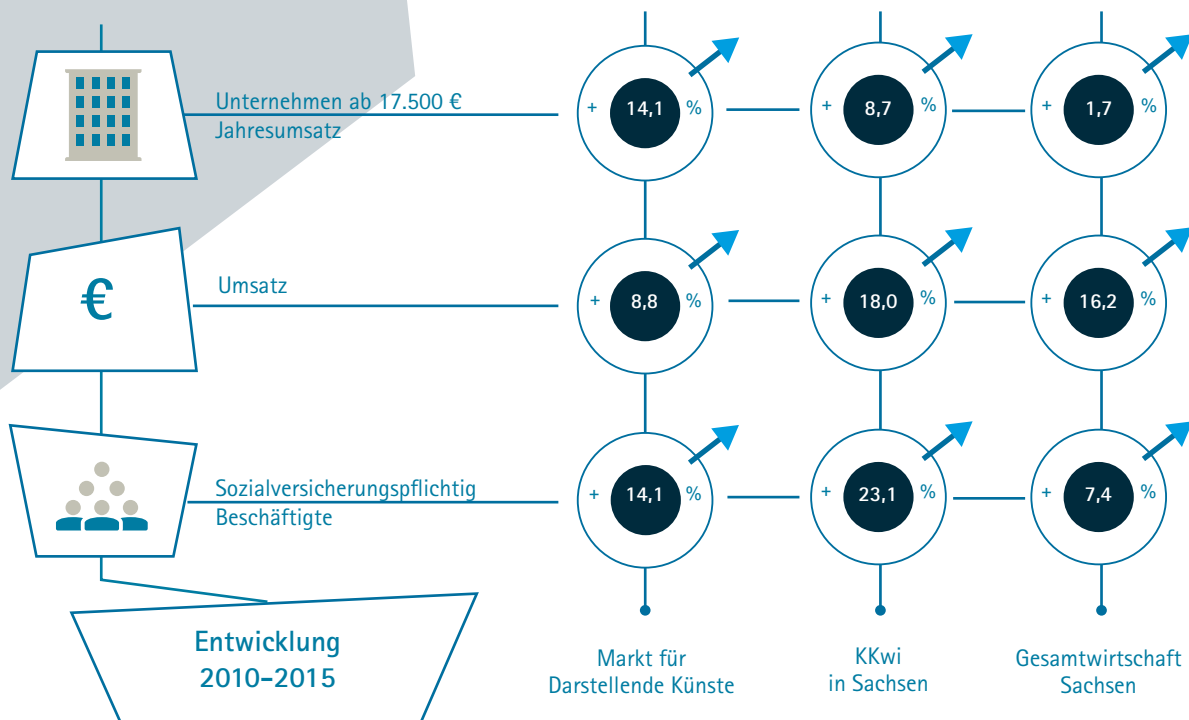 Unternehmen ab 17.500 €
Jahresumsatz
+ 14,1 %
+ 8,7 %
+ 1,7 %
€
Umsatz
+ 8,8 %
+ 18,0 %
+ 16,2 %
Sozialversicherungspflichtig
Beschäftigte
+ 14,1 %
+ 23,1 %
+ 7,4 %
Entwicklung
2010–2015
Markt für
Darstellende Künste
KKwi
in Sachsen
Gesamtwirtschaft
Sachsen